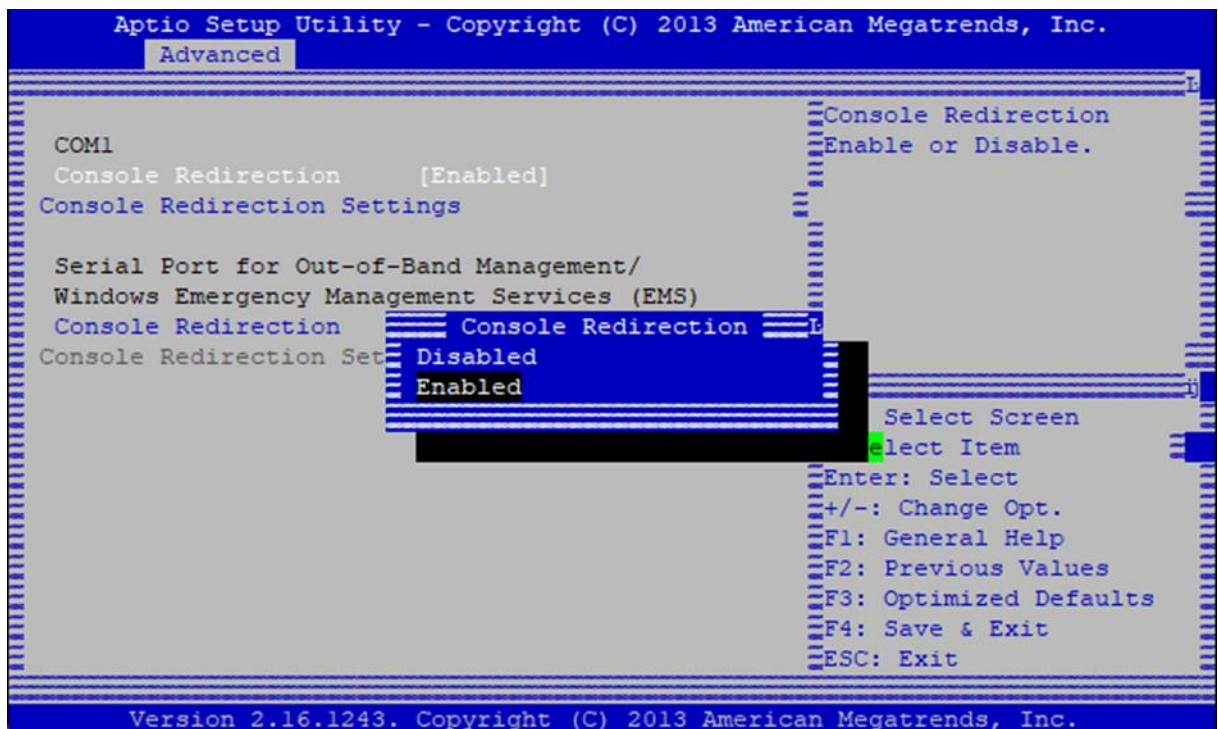 Aptio Setup Utility - Copyright (C) 2013 American Megatrends, Inc.
Advanced
COM1
Console Redirection [Enabled]
Console Redirection Settings
Serial Port for Out-of-Band Management/
Windows Emergency Management Services (EMS)
Console Redirection
Console Redirection Set
Console Redirection
Disabled
Enabled
Console Redirection
Enable or Disable.
Select Screen
elect Item
Enter: Select
+/-: Change Opt.
F1: General Help
F2: Previous Values
F3: Optimized Defaults
F4: Save & Exit
ESC: Exit
Version 2.16.1243. Copyright (C) 2013 American Megatrends, Inc.